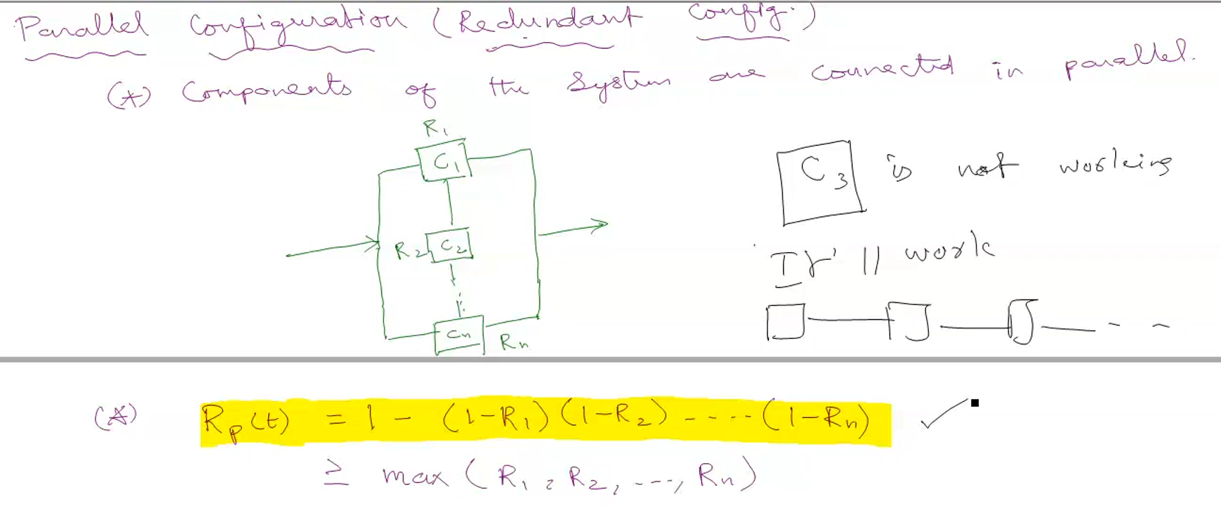 Parallel Configuration (Redundant Config.)
(*) Components of the System are connected in parallel.
R₁
C₁
R₂ C₂
Cₙ Rₙ
C₃ is not working
It'll work
(*) Rₚ(t) = 1 - (1-R₁)(1-R₂) ---- (1-Rₙ)
≥ max (R₁, R₂, ---, Rₙ)